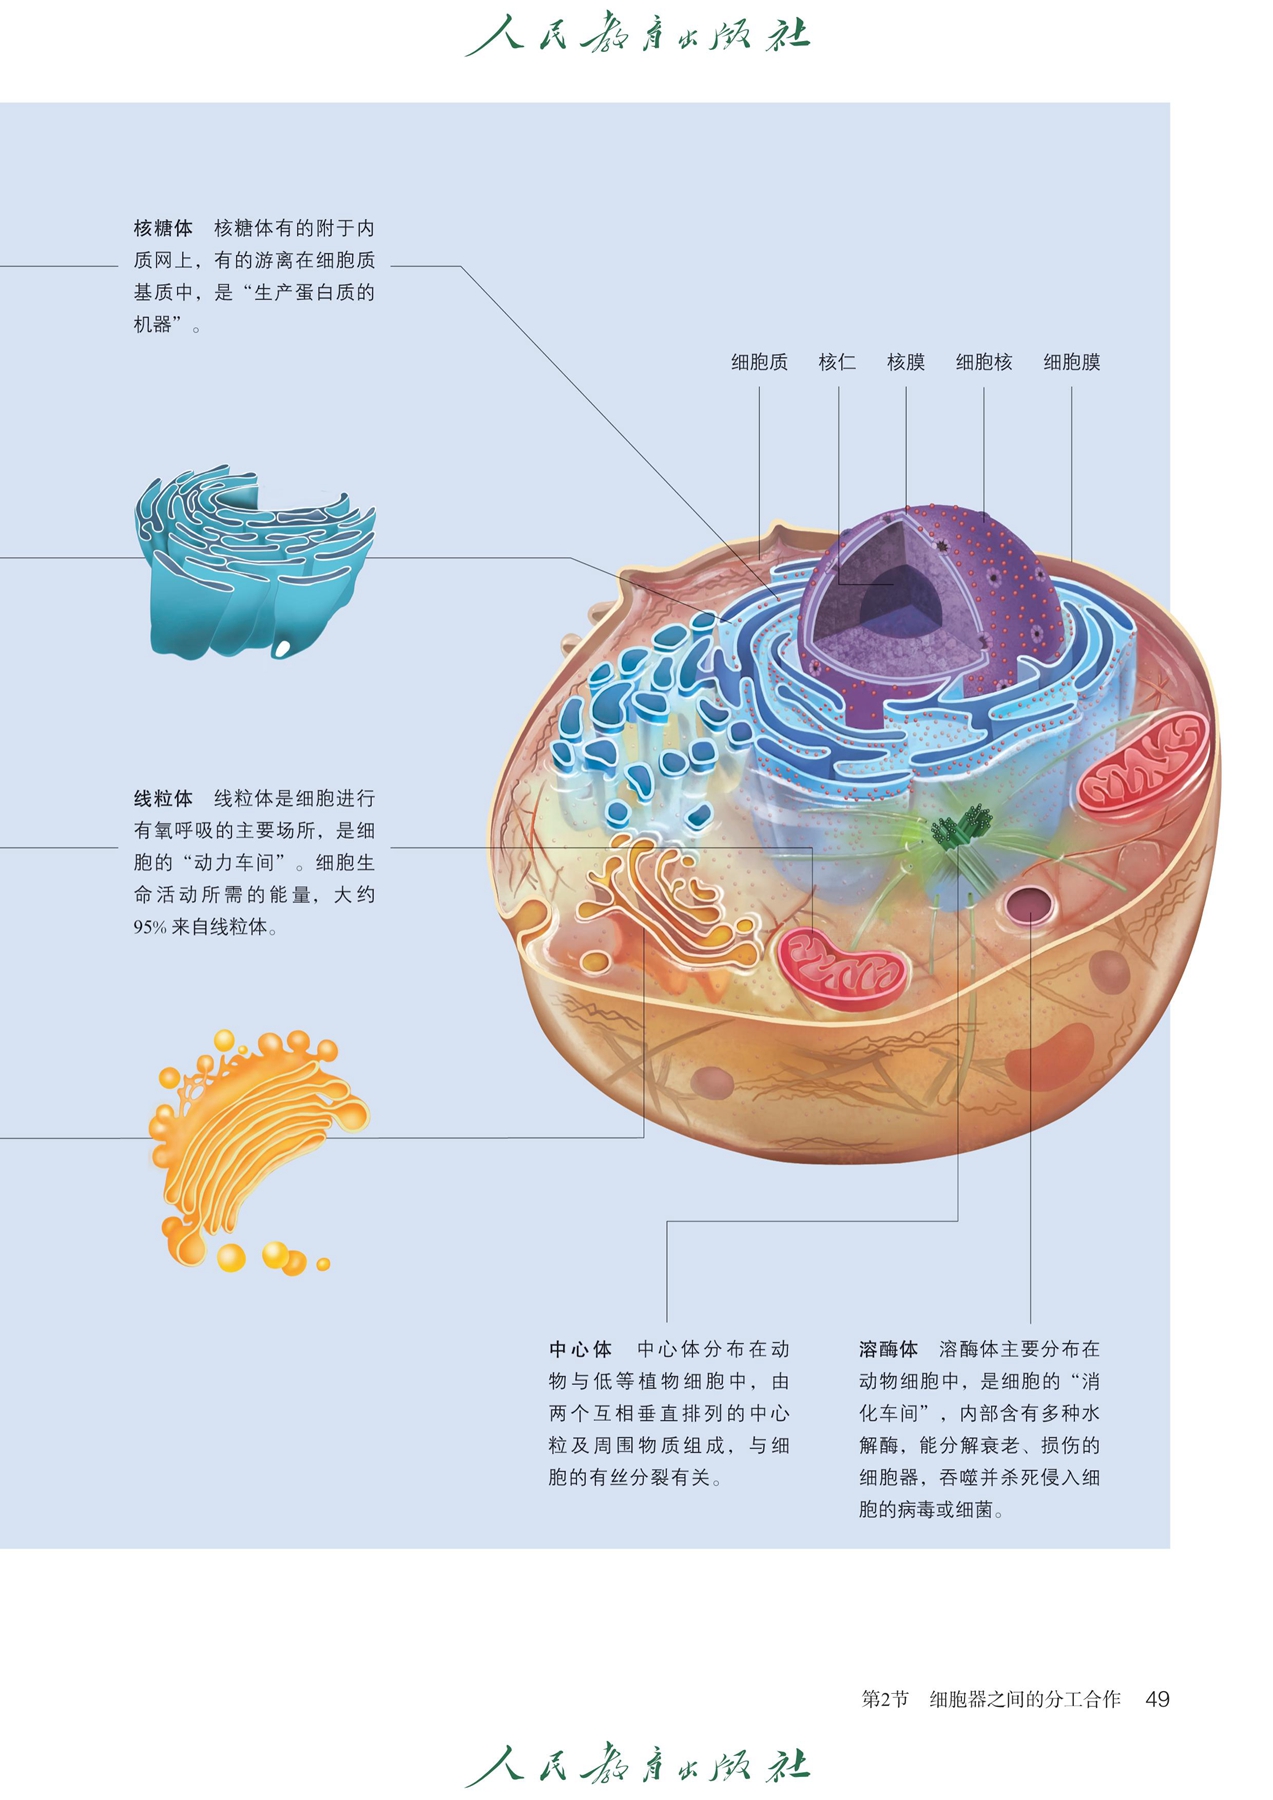 人民教育出版社
核糖体 核糖体有的附于内
质网上，有的游离在细胞质
基质中，是“生产蛋白质的
机器”。
细胞质 核仁 核膜 细胞核 细胞膜
线粒体 线粒体是细胞进行
有氧呼吸的主要场所，是细
胞的“动力车间”。细胞生
命活动所需的能量，大约
95% 来自线粒体。
中心体 中心体分布在动
物与低等植物细胞中，由
两个互相垂直排列的中心
粒及周围物质组成，与细
胞的有丝分裂有关。
溶酶体 溶酶体主要分布在
动物细胞中，是细胞的“消
化车间”，内部含有多种水
解酶，能分解衰老、损伤的
细胞器，吞噬并杀死侵入细
胞的病毒或细菌。
第2节 细胞器之间的分工合作 49
人民教育出版社